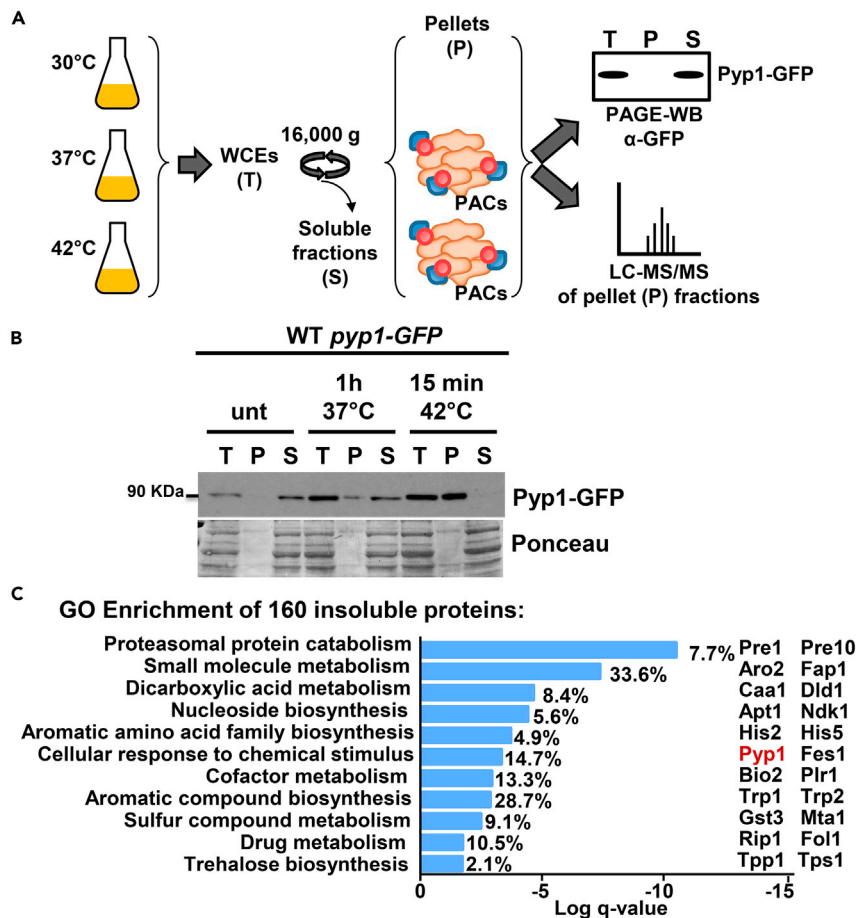 A
30°C
37°C
42°C
WCEs
(T)
16,000 g
Soluble
fractions
(S)
Pellets
(P)
PACs
PACs
T P S
Pyp1-GFP
PAGE-WB
α-GFP
LC-MS/MS
of pellet (P) fractions
B
WT pyp1-GFP
unt
1h
37°C
15 min
42°C
T P S T P S T P S
90 KDa
Pyp1-GFP
Ponceau
C
GO Enrichment of 160 insoluble proteins:
Proteasomal protein catabolism 7.7% Pre1 Pre10
Small molecule metabolism 33.6% Aro2 Fap1
Dicarboxylic acid metabolism 8.4% Caa1 Dld1
Nucleoside biosynthesis 5.6% Apt1 Ndk1
Aromatic amino acid family biosynthesis 4.9% His2 His5
Cellular response to chemical stimulus 14.7% Pyp1 Fes1
Cofactor metabolism 13.3% Bio2 Plr1
Aromatic compound biosynthesis 28.7% Trp1 Trp2
Sulfur compound metabolism 9.1% Gst3 Mta1
Drug metabolism 10.5% Rip1 Fol1
Trehalose biosynthesis 2.1% Tpp1 Tps1
0 -5 -10 -15
Log q-value